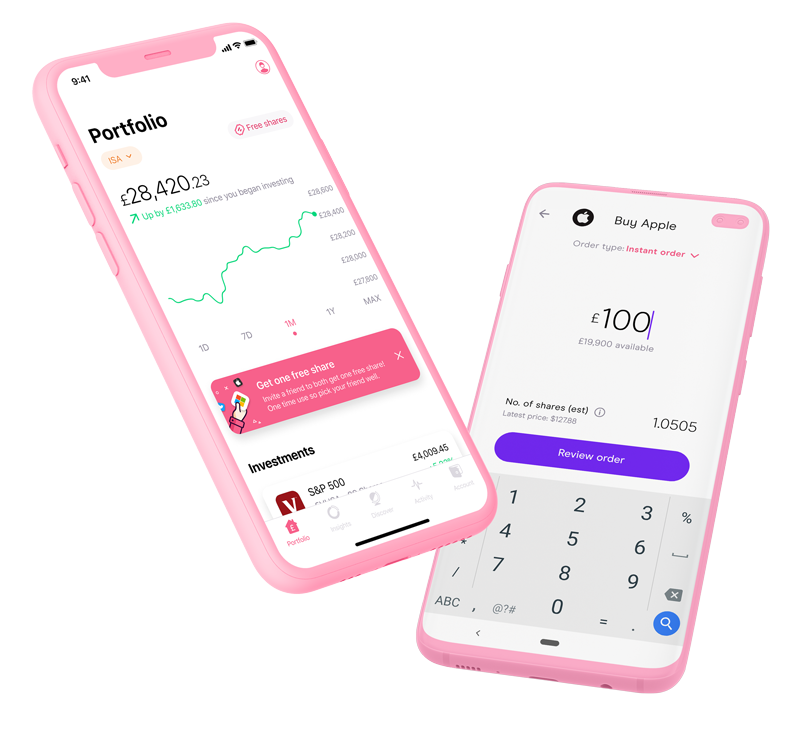 9:41
Portfolio
Free shares
ISA
£28,420.23
Up by £1,633.80 since you began investing
£28,600
£28,400
£28,200
£28,000
£27,800
1D 7D 1M 1Y MAX
Get one free share
Invite a friend to both get one free share!
One time use so pick your friend well.
Investments
S&P 500
£4,009.45
Portfolio Insights Discover Activity Account
Buy Apple
Order type: Instant order
£100
£19,900 available
No. of shares (est)
Latest price: $127.88
1.0505
Review order
1 2 3 %
4 5 6
* 7 8 9
/
ABC , @?# 0 = .